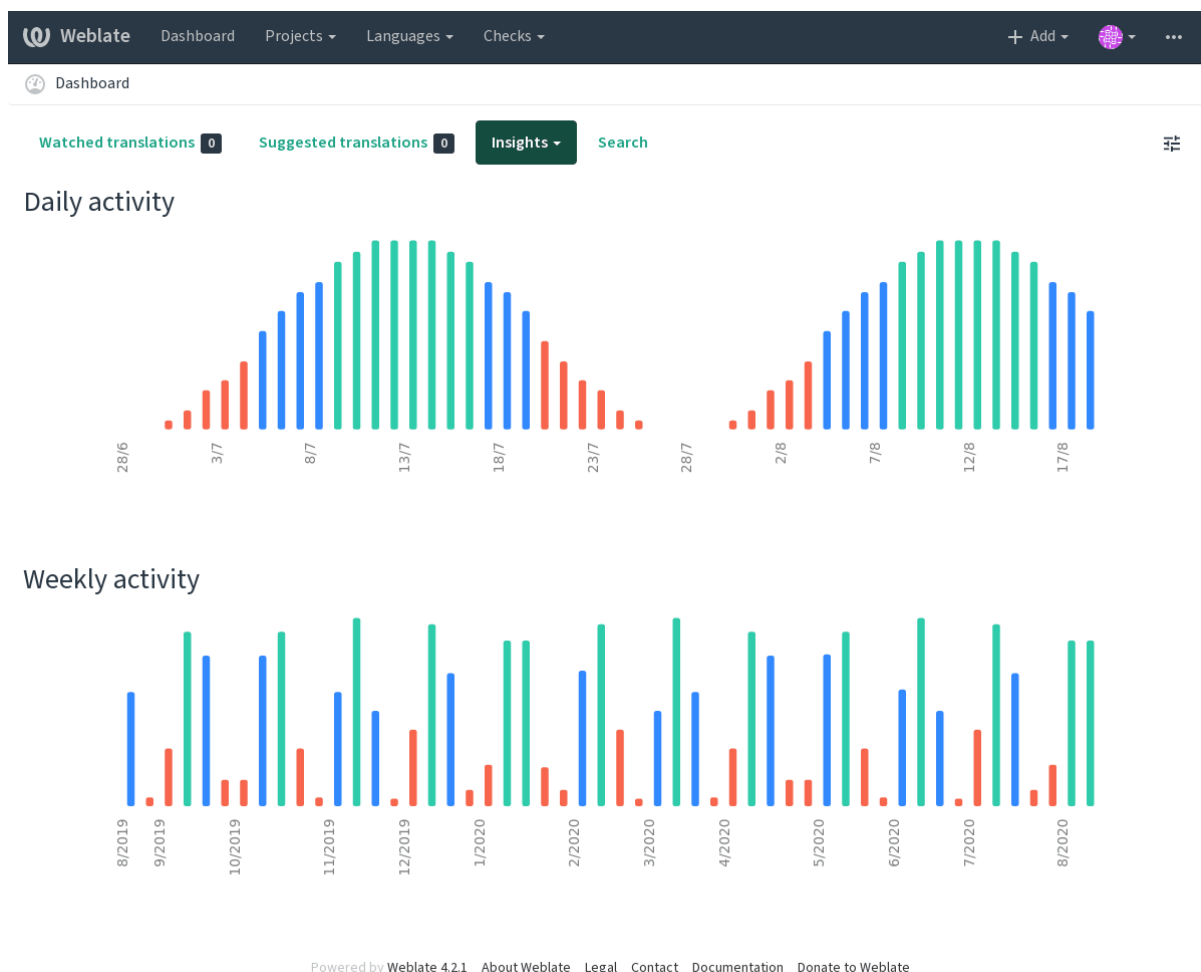 Weblate Dashboard Projects Languages Checks Add
Dashboard
Watched translations 0 Suggested translations 0 Insights Search
Daily activity
28/6 3/7 8/7 13/7 18/7 23/7 28/7 2/8 7/8 12/8 17/8
Weekly activity
8/2019 9/2019 10/2019 11/2019 12/2019 1/2020 2/2020 3/2020 4/2020 5/2020 6/2020 7/2020 8/2020
Powered by Weblate 4.2.1 About Weblate Legal Contact Documentation Donate to Weblate